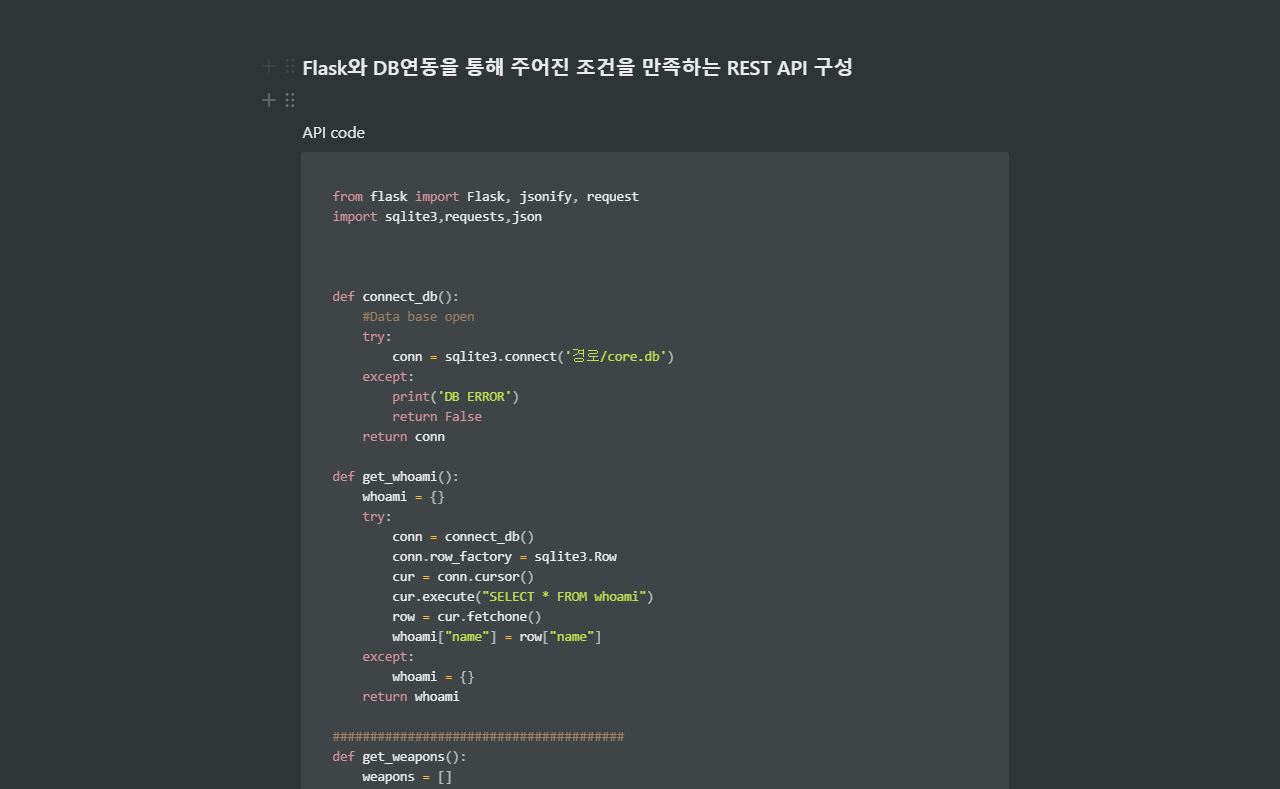 Flask와 DB연동을 통해 주어진 조건을 만족하는 REST API 구성
API code
from flask import Flask, jsonify, request
import sqlite3,requests,json
def connect_db():
    #Data base open
    try:
        conn = sqlite3.connect('경로/core.db')
    except:
        print('DB ERROR')
        return False
    return conn
def get_whoami():
    whoami = {}
    try:
        conn = connect_db()
        conn.row_factory = sqlite3.Row
        cur = conn.cursor()
        cur.execute("SELECT * FROM whoami")
        row = cur.fetchone()
        whoami["name"] = row["name"]
    except:
        whoami = {}
    return whoami
#######################################
def get_weapons():
    weapons = []